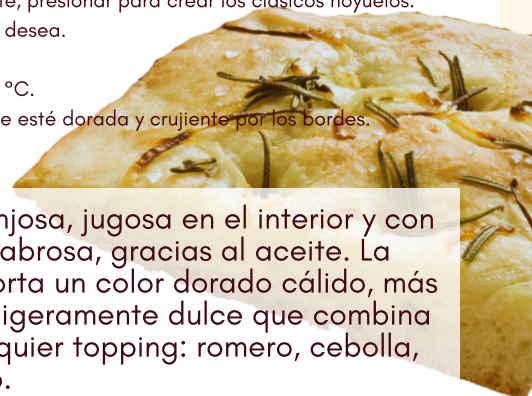 presionar para crear los clásicos hoyuelos.
desea.
°C.
e esté dorada y crujiente por los bordes.
njosa, jugosa en el interior y con
abrosa, gracias al aceite. La
orta un color dorado cálido, más
igeramente dulce que combina
quier topping: romero, cebolla,